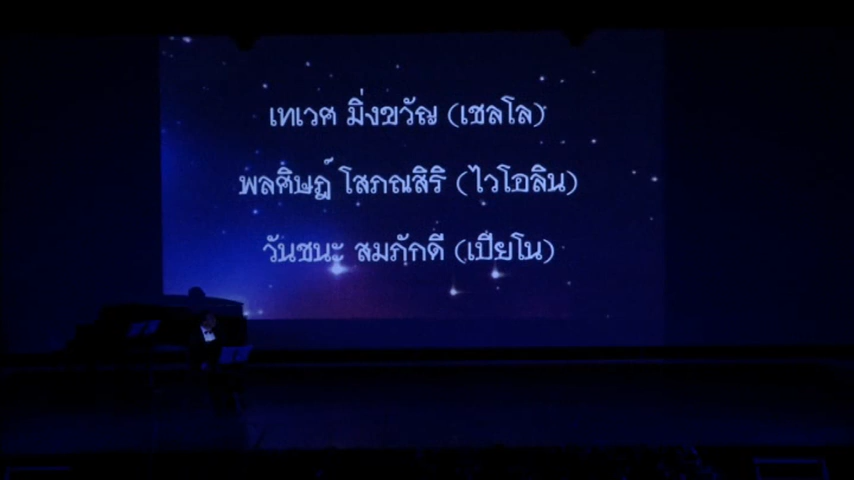 เทเวศ มิ่งขวัญ (เชลโล)
พลศิษฏ์ โสภณสิริ (ไวโอลิน)
วันชนะ สมภักดี (เปียโน)